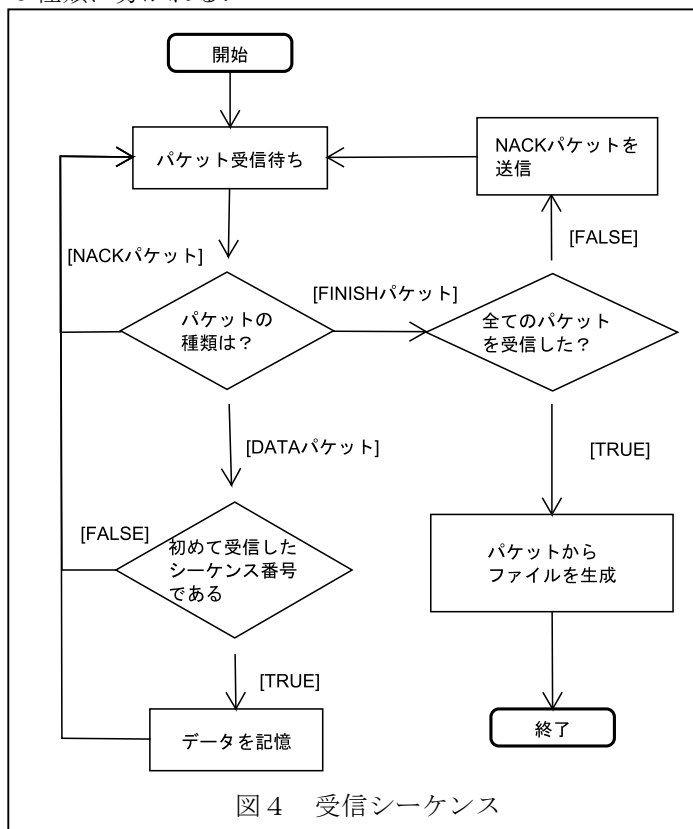 開始
パケット受信待ち
NACKパケットを
送信
[NACKパケット]
[FALSE]
パケットの
種類は？
[FINISHパケット]
全てのパケット
を受信した？
[DATAパケット]
[TRUE]
[FALSE]
初めて受信した
シーケンス番号
である
パケットから
ファイルを生成
[TRUE]
データを記憶
終了
図４　受信シーケンス